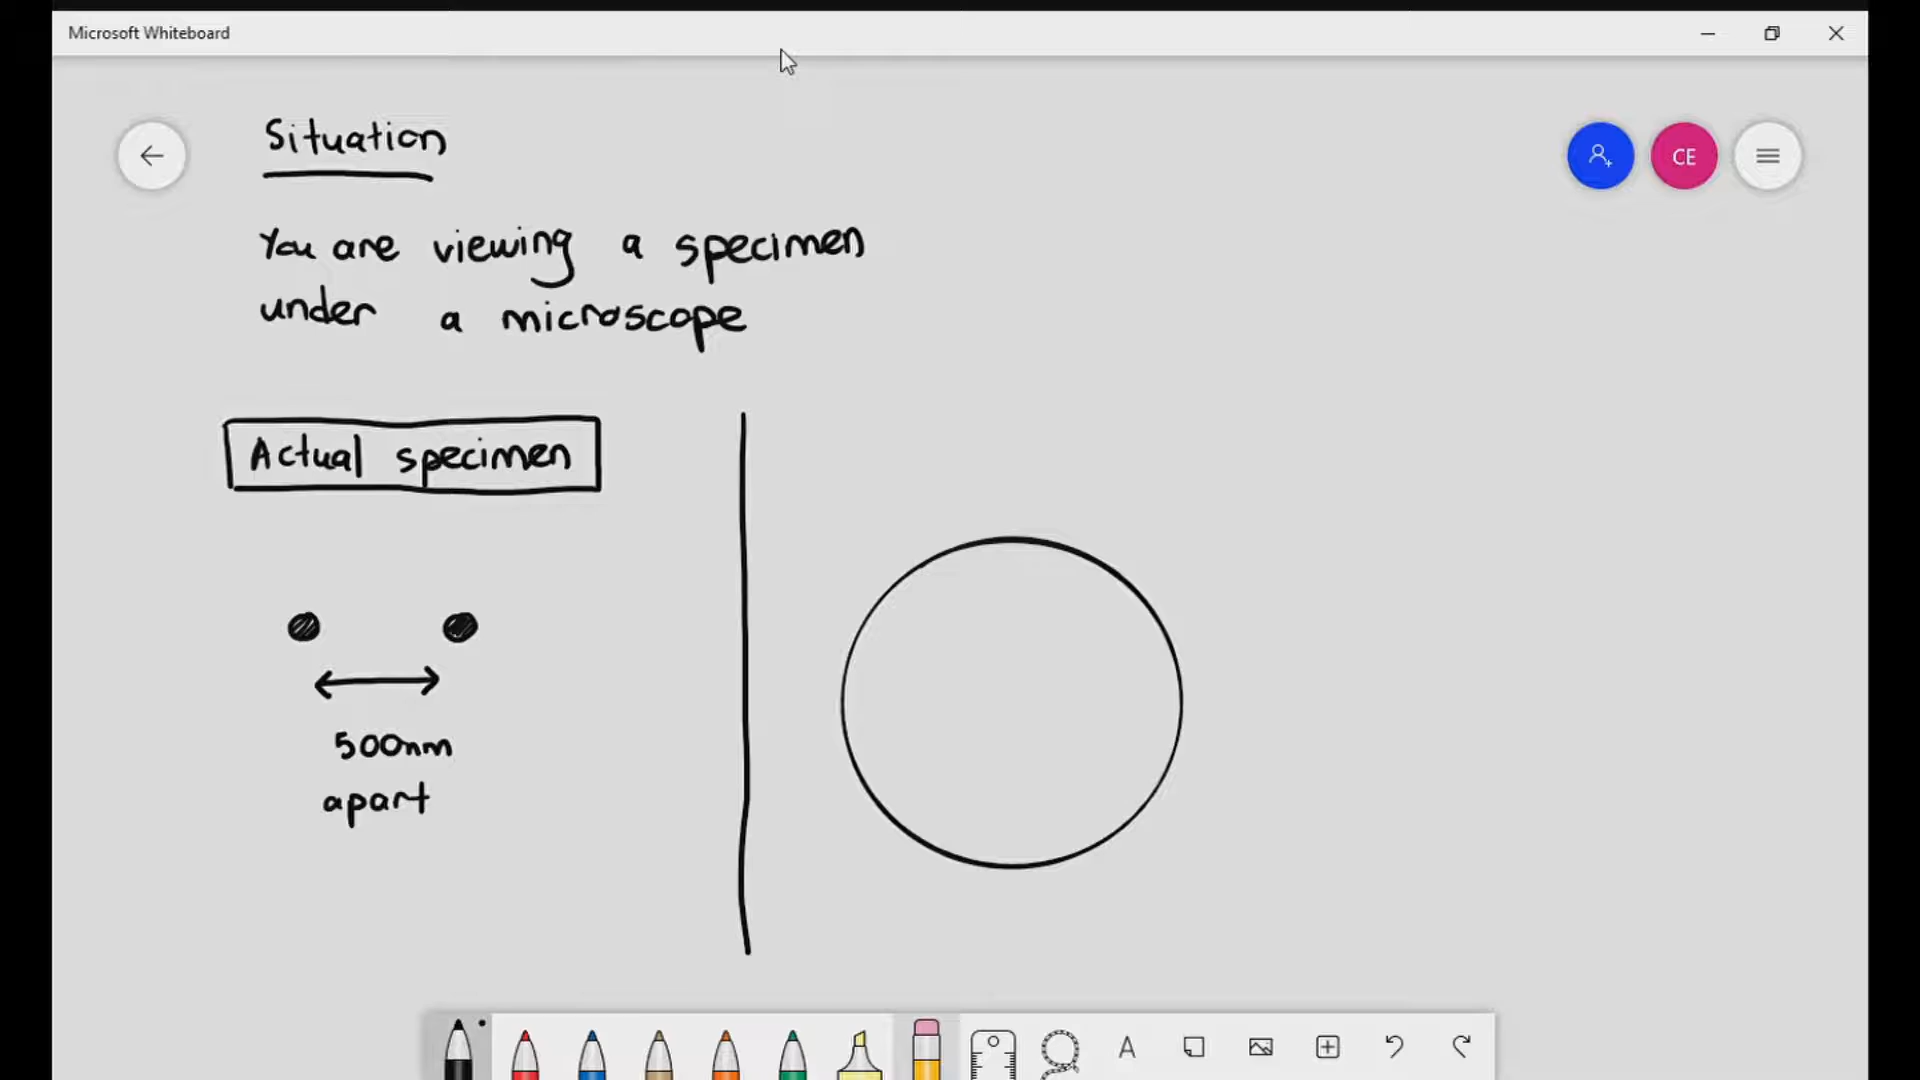 Microsoft Whiteboard
Situation
CE
You are viewing a specimen
under a microscope
Actual specimen
500nm
apart
A